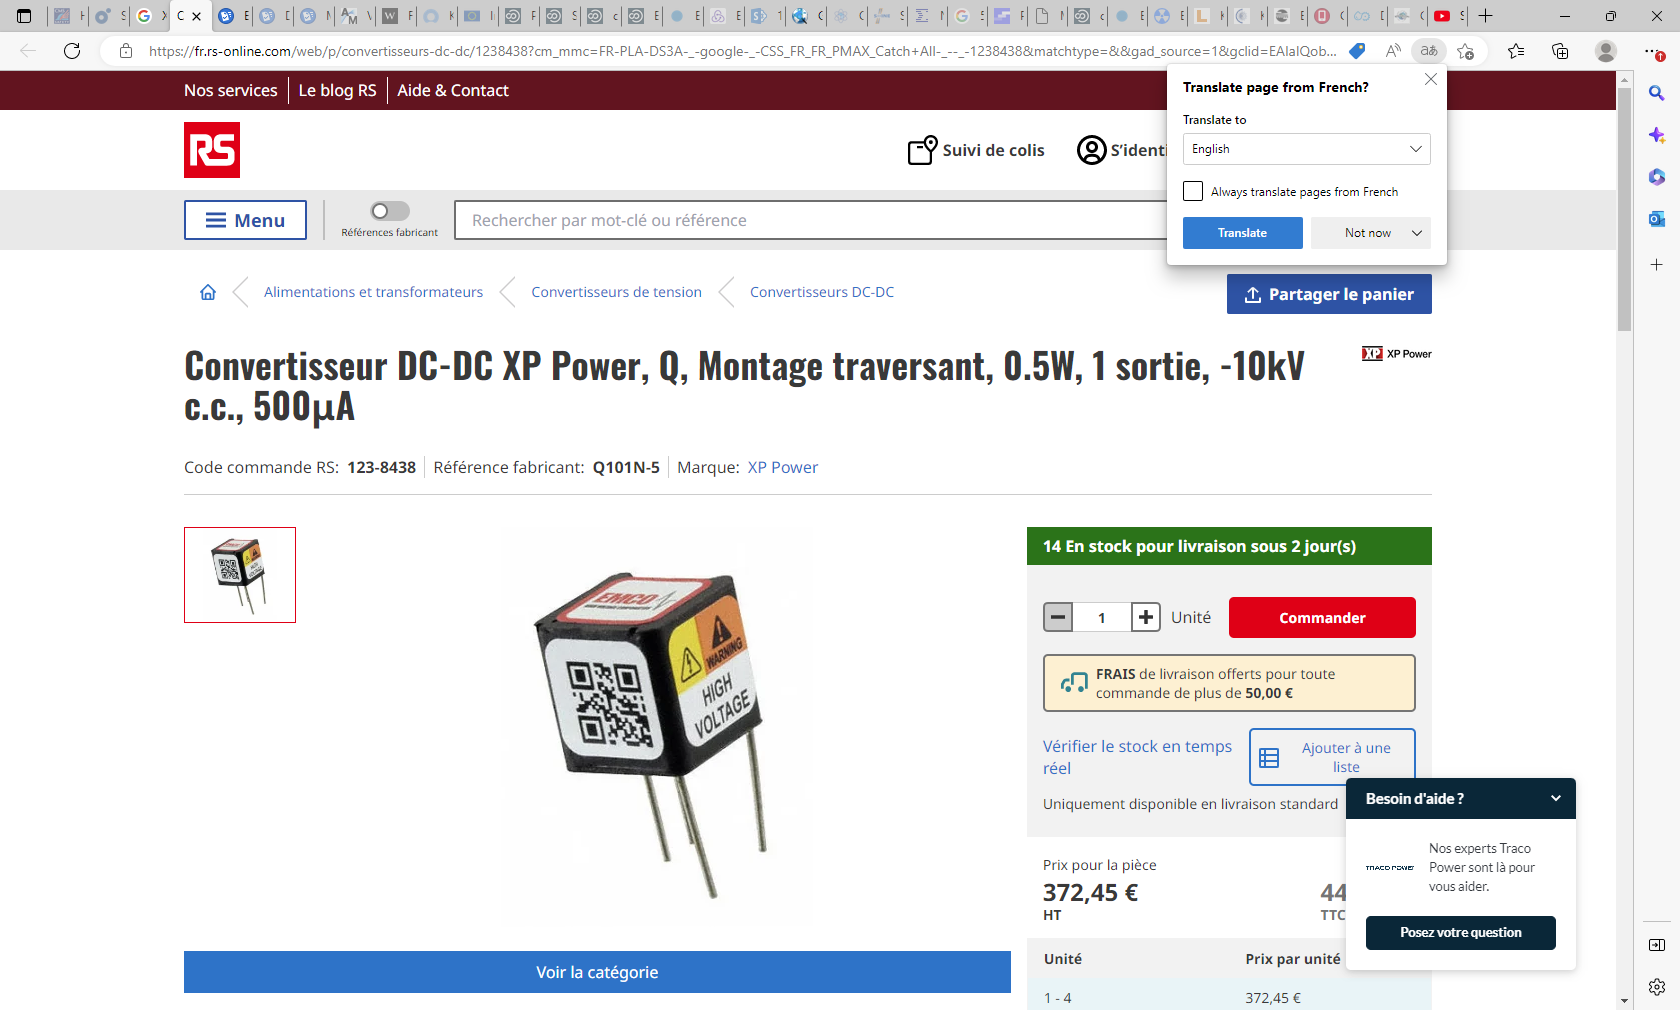 https://fr.rs-online.com/web/p/convertisseurs-dc-dc/1238438?cm_mmc=FR-PLA-DS3A-_-google-_-CSS_FR_FR_PMAX_Catch+All-_--_-1238438&matchtype=&&gad_source=1&gclid=EAIaIQob...
Nos services
Le blog RS
Aide & Contact
Translate page from French?
Translate to
English
Always translate pages from French
Translate
Not now
RS
Suivi de colis
S'identi
Menu
Références fabricant
Rechercher par mot-clé ou référence
Alimentations et transformateurs
Convertisseurs de tension
Convertisseurs DC-DC
Partager le panier
Convertisseur DC-DC XP Power, Q, Montage traversant, 0.5W, 1 sortie, -10kV
c.c., 500μA
XP XP Power
Code commande RS: 123-8438
Référence fabricant: Q101N-5
Marque: XP Power
EMCO
WARNING
HIGH
VOLTAGE
Voir la catégorie
14 En stock pour livraison sous 2 jour(s)
1
Unité
Commander
FRAIS de livraison offerts pour toute
commande de plus de 50,00 €
Vérifier le stock en temps
réel
Ajouter à une
liste
Uniquement disponible en livraison standard
Prix pour la pièce
372,45 €
HT
44
TTC
Unité
Prix par unité
1 - 4
372,45 €
Besoin d'aide ?
TRACO POWER
Nos experts Traco
Power sont là pour
vous aider.
Posez votre question